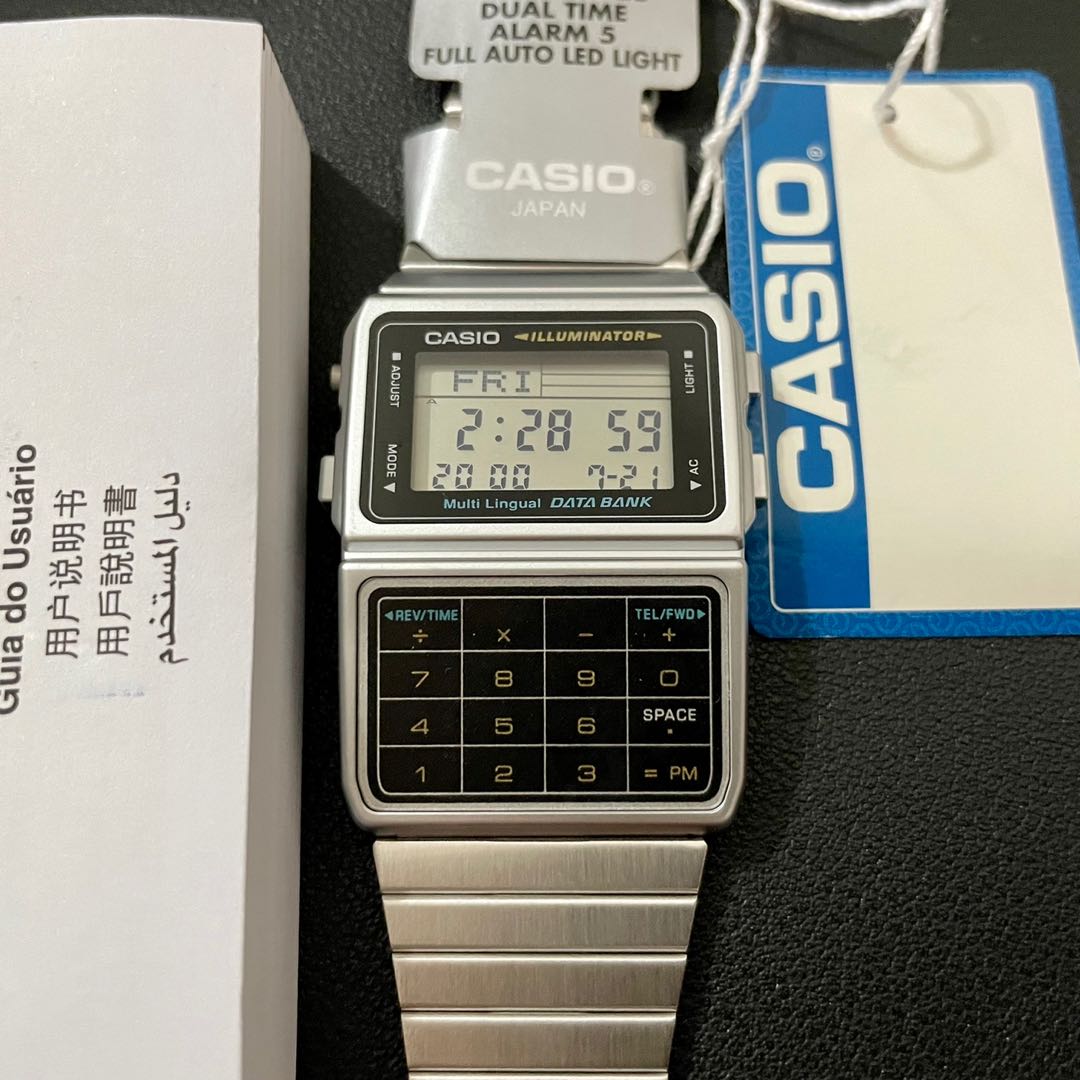 DUAL TIME
ALARM 5
FULL AUTO LED LIGHT
CASIO®
JAPAN
CASIO®
Guia do Usuário
用户说明书
用戶說明書
دليل المستخدم
CASIO ILLUMINATOR
ADJUST
LIGHT
MODE
AC
FRI
A
2:28 59
20 00 7-21
Multi Lingual DATA BANK
◄REV/TIME TEL/FWD►
÷ × − +
7 8 9 0
4 5 6 SPACE .
1 2 3 = PM